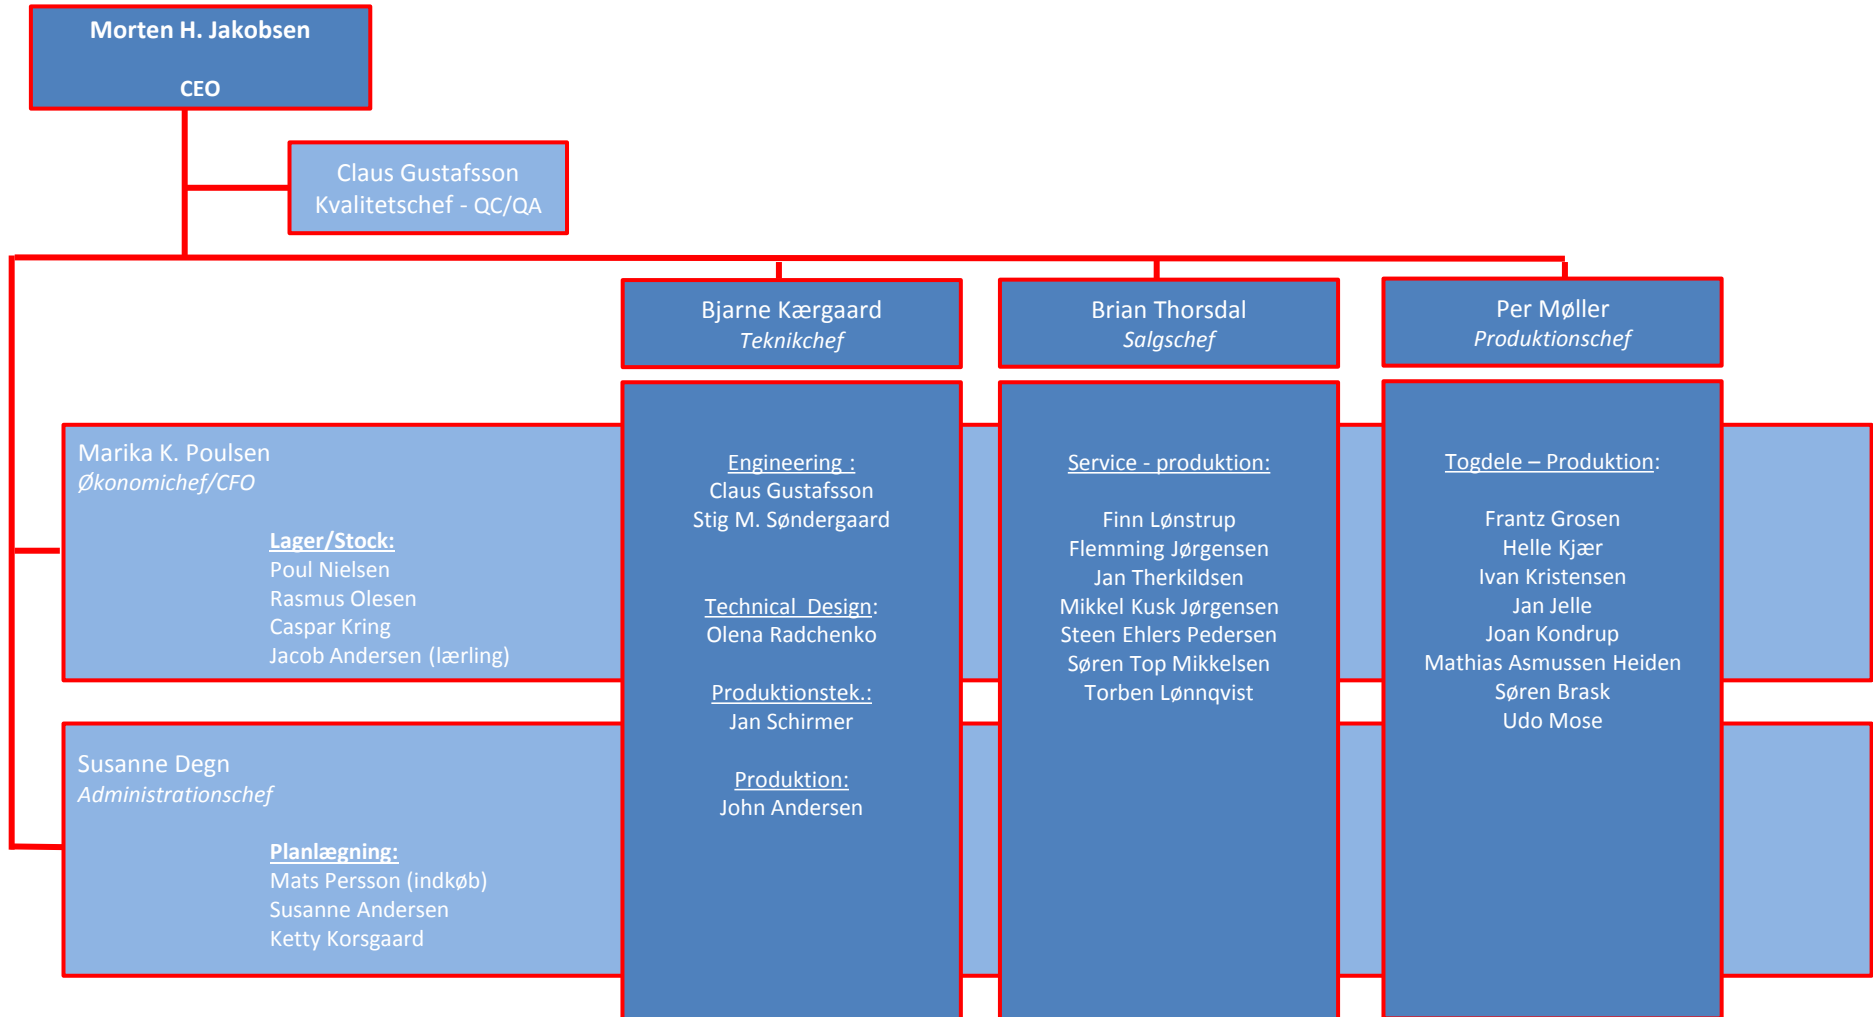 Morten H. Jakobsen
CEO
Claus Gustafsson
Kvalitetschef - QC/QA
Bjarne Kærgaard
Teknikchef
Brian Thorsdal
Salgschef
Per Møller
Produktionschef
Marika K. Poulsen
Økonomichef/CFO
Lager/Stock:
Poul Nielsen
Rasmus Olesen
Caspar Kring
Jacob Andersen (lærling)
Susanne Degn
Administrationschef
Planlægning:
Mats Persson (indkøb)
Susanne Andersen
Ketty Korsgaard
Engineering :
Claus Gustafsson
Stig M. Søndergaard
Technical Design:
Olena Radchenko
Produktionstek.:
Jan Schirmer
Produktion:
John Andersen
Service - produktion:
Finn Lønstrup
Flemming Jørgensen
Jan Therkildsen
Mikkel Kusk Jørgensen
Steen Ehlers Pedersen
Søren Top Mikkelsen
Torben Lønnqvist
Togdele – Produktion:
Frantz Grosen
Helle Kjær
Ivan Kristensen
Jan Jelle
Joan Kondrup
Mathias Asmussen Heiden
Søren Brask
Udo Mose